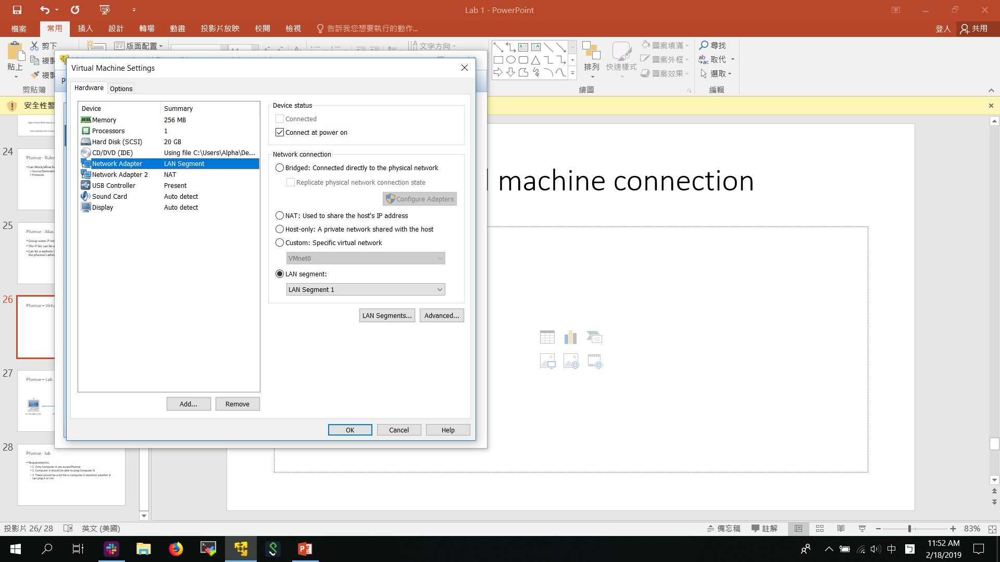 Lab 1 - PowerPoint
檔案 常用 插入 設計 轉場 動畫 投影片放映 校閱 檢視 告訴我您想要執行的動作... 登入 共用
剪下
版面配置
文字方向
貼上
剪貼簿
排列
快速樣式
圖案填滿
圖案外框
圖案效果
繪圖
尋找
取代
選取
編輯
安全性警
Virtual Machine Settings
Hardware Options
Device Summary
Memory 256 MB
Processors 1
Hard Disk (SCSI) 20 GB
CD/DVD (IDE) Using file C:\Users\Alpha\De...
Network Adapter LAN Segment
Network Adapter 2 NAT
USB Controller Present
Sound Card Auto detect
Display Auto detect
Add... Remove
Device status
Connected
Connect at power on
Network connection
Bridged: Connected directly to the physical network
Replicate physical network connection state
Configure Adapters
NAT: Used to share the host's IP address
Host-only: A private network shared with the host
Custom: Specific virtual network
VMnet0
LAN segment:
LAN Segment 1
LAN Segments... Advanced...
OK Cancel Help
machine connection
24
Pfsense - Rules
• Can block/allow b
• Source/Destinatio
• Protocols
25
Pfsense - Alias
• Group some IP int
• The IP list can be a
• Can let a website
the pfsense's white
26
Pfsense – Virtu
27
Pfsense – Lab
28
Pfsense - lab
• Requirements:
• 1. Only Computer A can accessPfsense
• 2. Computer A should be able to ping Computer B
• 3. There should be a txt file in computer A tocontrol whether B
can ping A or not
投影片 26/ 28 英文 (美國) 備忘稿 註解 83%
中
11:52 AM
2/18/2019